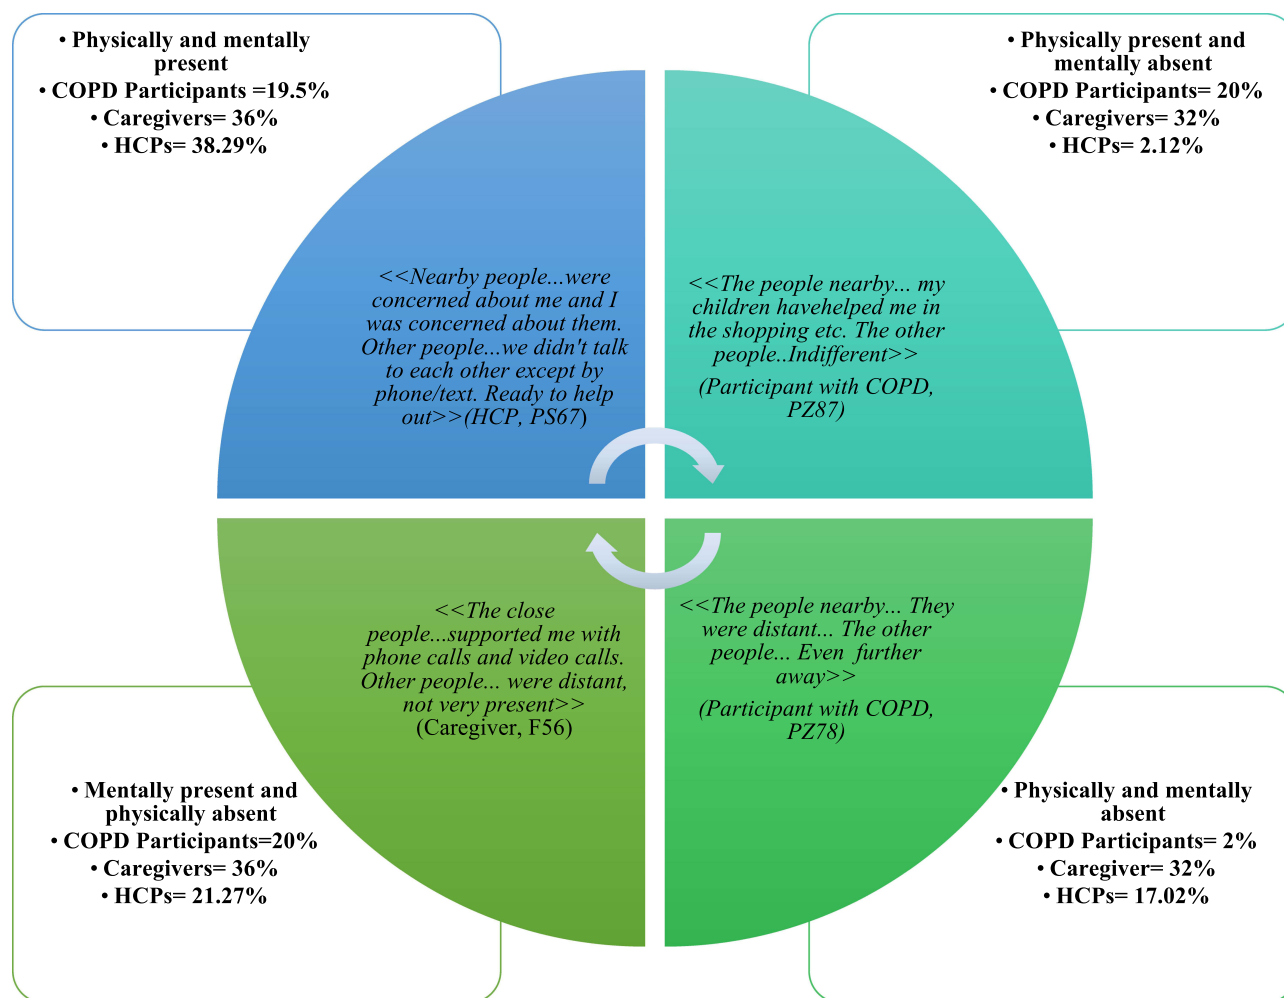 • Physically and mentally
present
• COPD Participants =19.5%
• Caregivers= 36%
• HCPs= 38.29%
• Physically present and
mentally absent
• COPD Participants= 20%
• Caregivers= 32%
• HCPs= 2.12%
<<Nearby people...were
concerned about me and I
was concerned about them.
Other people...we didn't talk
to each other except by
phone/text. Ready to help
out>>(HCP, PS67)
<<The people nearby... my
children havehelped me in
the shopping etc. The other
people..Indifferent>>
(Participant with COPD,
PZ87)
<<The close
people...supported me with
phone calls and video calls.
Other people... were distant,
not very present>>
(Caregiver, F56)
<<The people nearby... They
were distant... The other
people... Even further
away>>
(Participant with COPD,
PZ78)
• Mentally present and
physically absent
• COPD Participants=20%
• Caregivers= 36%
• HCPs= 21.27%
• Physically and mentally
absent
• COPD Participants= 2%
• Caregiver= 32%
• HCPs= 17.02%